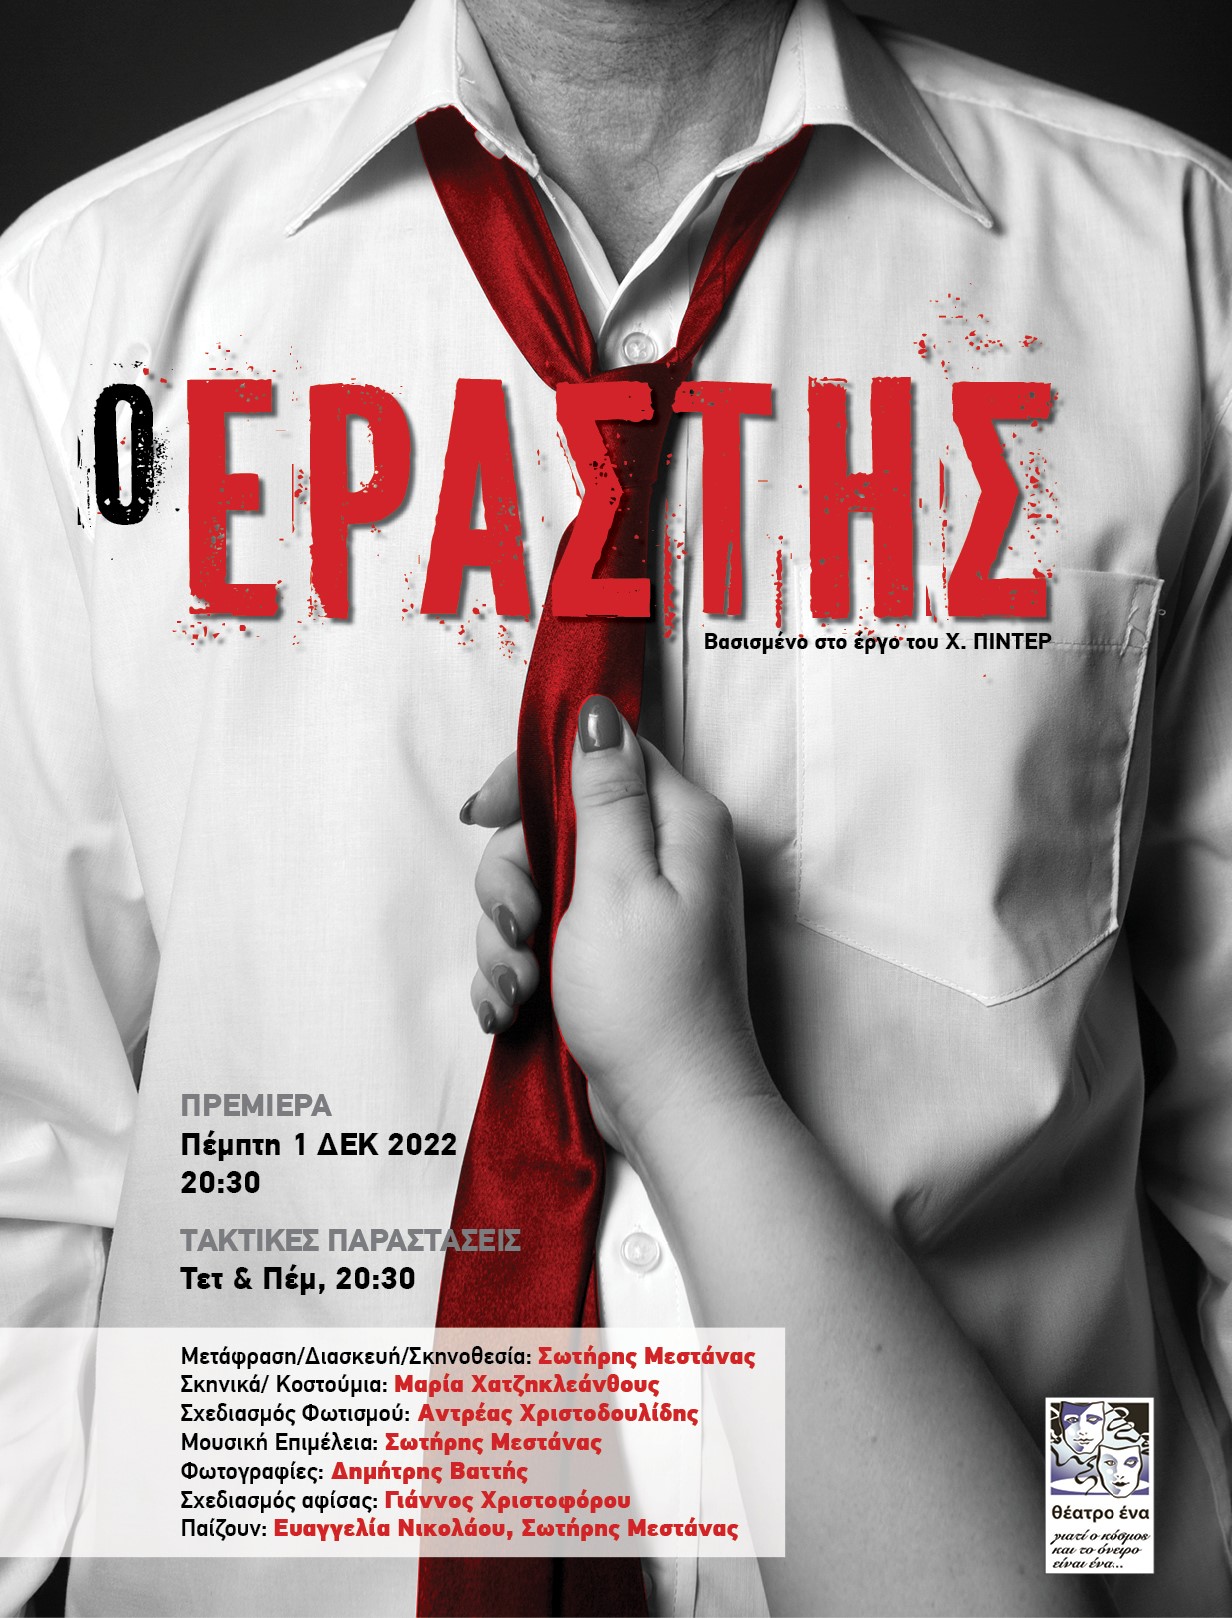 Ο ΕΡΑΣΤΗΣ
Βασισμένο στο έργο του Χ. ΠΙΝΤΕΡ
ΠΡΕΜΙΕΡΑ
Πέμπτη 1 ΔΕΚ 2022
20:30
ΤΑΚΤΙΚΕΣ ΠΑΡΑΣΤΑΣΕΙΣ
Τετ & Πέμ, 20:30
Μετάφραση/Διασκευή/Σκηνοθεσία: Σωτήρης Μεστάνας
Σκηνικά/ Κοστούμια: Μαρία Χατζηκλεάνθους
Σχεδιασμός Φωτισμού: Αντρέας Χριστοδουλίδης
Μουσική Επιμέλεια: Σωτήρης Μεστάνας
Φωτογραφίες: Δημήτρης Βαττής
Σχεδιασμός αφίσας: Γιάννος Χριστοφόρου
Παίζουν: Ευαγγελία Νικολάου, Σωτήρης Μεστάνας
θέατρο ένα
γιατί ο κόσμος
και το όνειρο
είναι ένα...